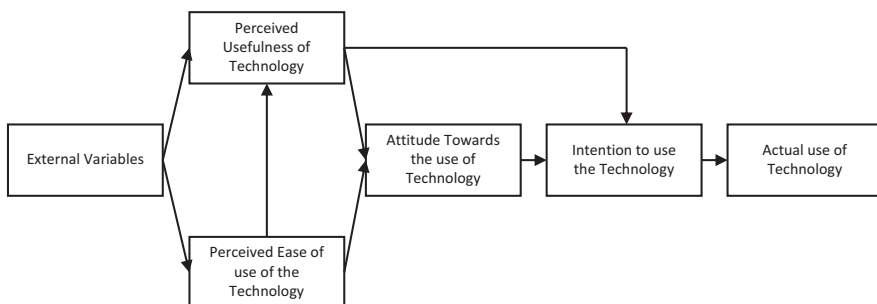 Perceived
Usefulness of
Technology
External Variables
Attitude Towards
the use of
Technology
Intention to use
the Technology
Actual use of
Technology
Perceived Ease of
use of the
Technology